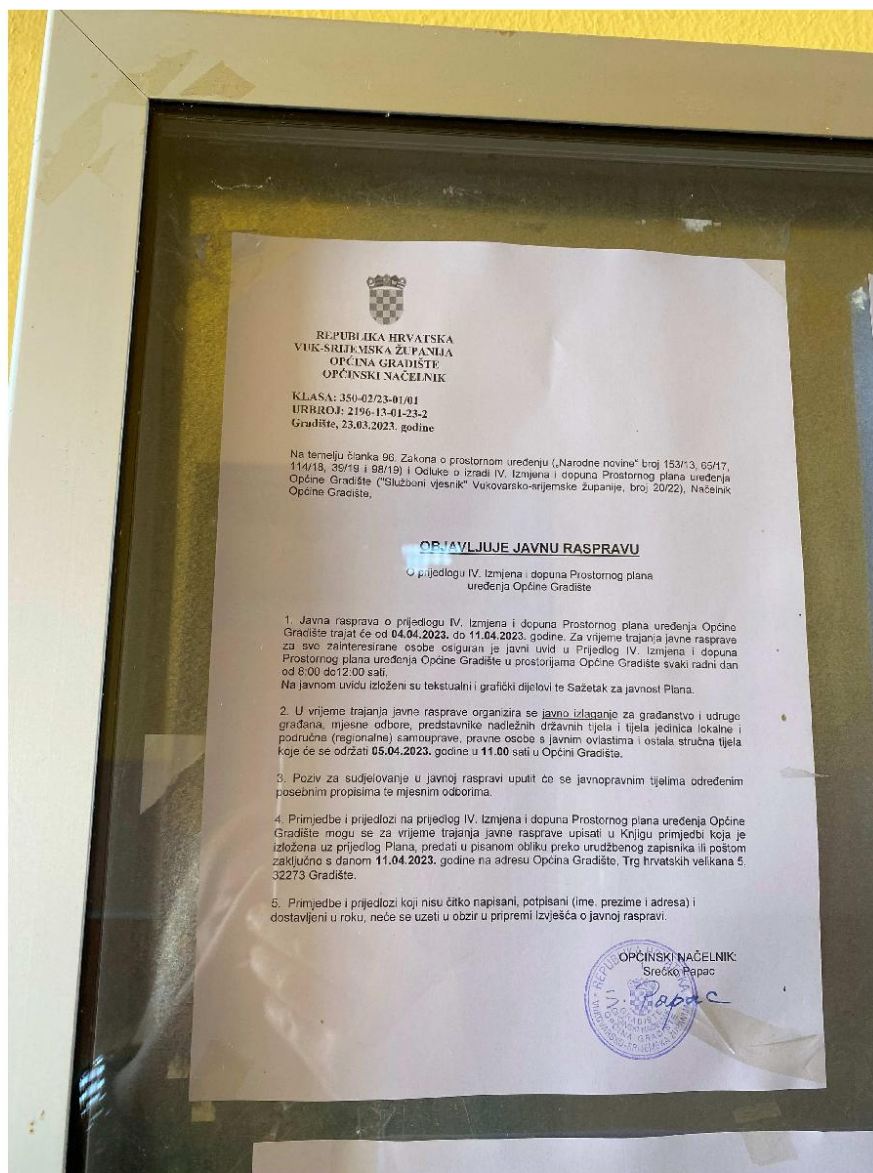 REPUBLIKA HRVATSKA
VUK-SRIJEMSKA ŽUPANIJA
OPĆINA GRADIŠTE
OPĆINSKI NAČELNIK
KLASA: 350-02/23-01/01
URBROJ: 2196-13-01-23-2
Gradište, 23.03.2023. godine
Na temelju članka 96. Zakona o prostornom uređenju („Narodne novine" broj 153/13, 65/17,
114/18, 39/19 i 98/19) i Odluke o izradi IV. Izmjena i dopuna Prostornog plana uređenja
Općine Gradište ("Službeni vjesnik" Vukovarsko-srijemske županije, broj 20/22), Načelnik
Općine Gradište,
OBJAVLJUJE JAVNU RASPRAVU
O prijedlogu IV. Izmjena i dopuna Prostornog plana
uređenja Općine Gradište
1. Javna rasprava o prijedlogu IV. Izmjena i dopuna Prostornog plana uređenja Općine
Gradište trajat će od 04.04.2023. do 11.04.2023. godine. Za vrijeme trajanja javne rasprave
za sve zainteresirane osobe osiguran je javni uvid u Prijedlog IV. Izmjena i dopuna
Prostornog plana uređenja Općine Gradište u prostorijama Općine Gradište svaki radni dan
od 8:00 do12:00 sati.
Na javnom uvidu izloženi su tekstualni i grafički dijelovi te Sažetak za javnost Plana.
2. U vrijeme trajanja javne rasprave organizira se javno izlaganje za građanstvo i udruge
građana, mjesne odbore, predstavnike nadležnih državnih tijela i tijela jedinica lokalne i
područna (regionalne) samouprave, pravne osobe s javnim ovlastima i ostala stručna tijela
koje će se održati 05.04.2023. godine u 11.00 sati u Općini Gradište.
3. Poziv za sudjelovanje u javnoj raspravi uputit će se javnopravnim tijelima određenim
posebnim propisima te mjesnim odborima.
4. Primjedbe i prijedlozi na prijedlog IV. Izmjena i dopuna Prostornog plana uređenja Općine
Gradište mogu se za vrijeme trajanja javne rasprave upisati u Knjigu primjedbi koja je
izložena uz prijedlog Plana, predati u pisanom obliku preko urudžbenog zapisnika ili poštom
zaključno s danom 11.04.2023. godine na adresu Općina Gradište, Trg hrvatskih velikana 5,
32273 Gradište.
5. Primjedbe i prijedlozi koji nisu čitko napisani, potpisani (ime, prezime i adresa) i
dostavljeni u roku, neće se uzeti u obzir u pripremi Izvješća o javnoj raspravi.
OPĆINSKI NAČELNIK:
Srećko Papac
Papac
REPUBLIKA HRVATSKA
VUKOVARSKO-SRIJEMSKA ŽUPANIJA
OPĆINA GRADIŠTE
GRADIŠTE